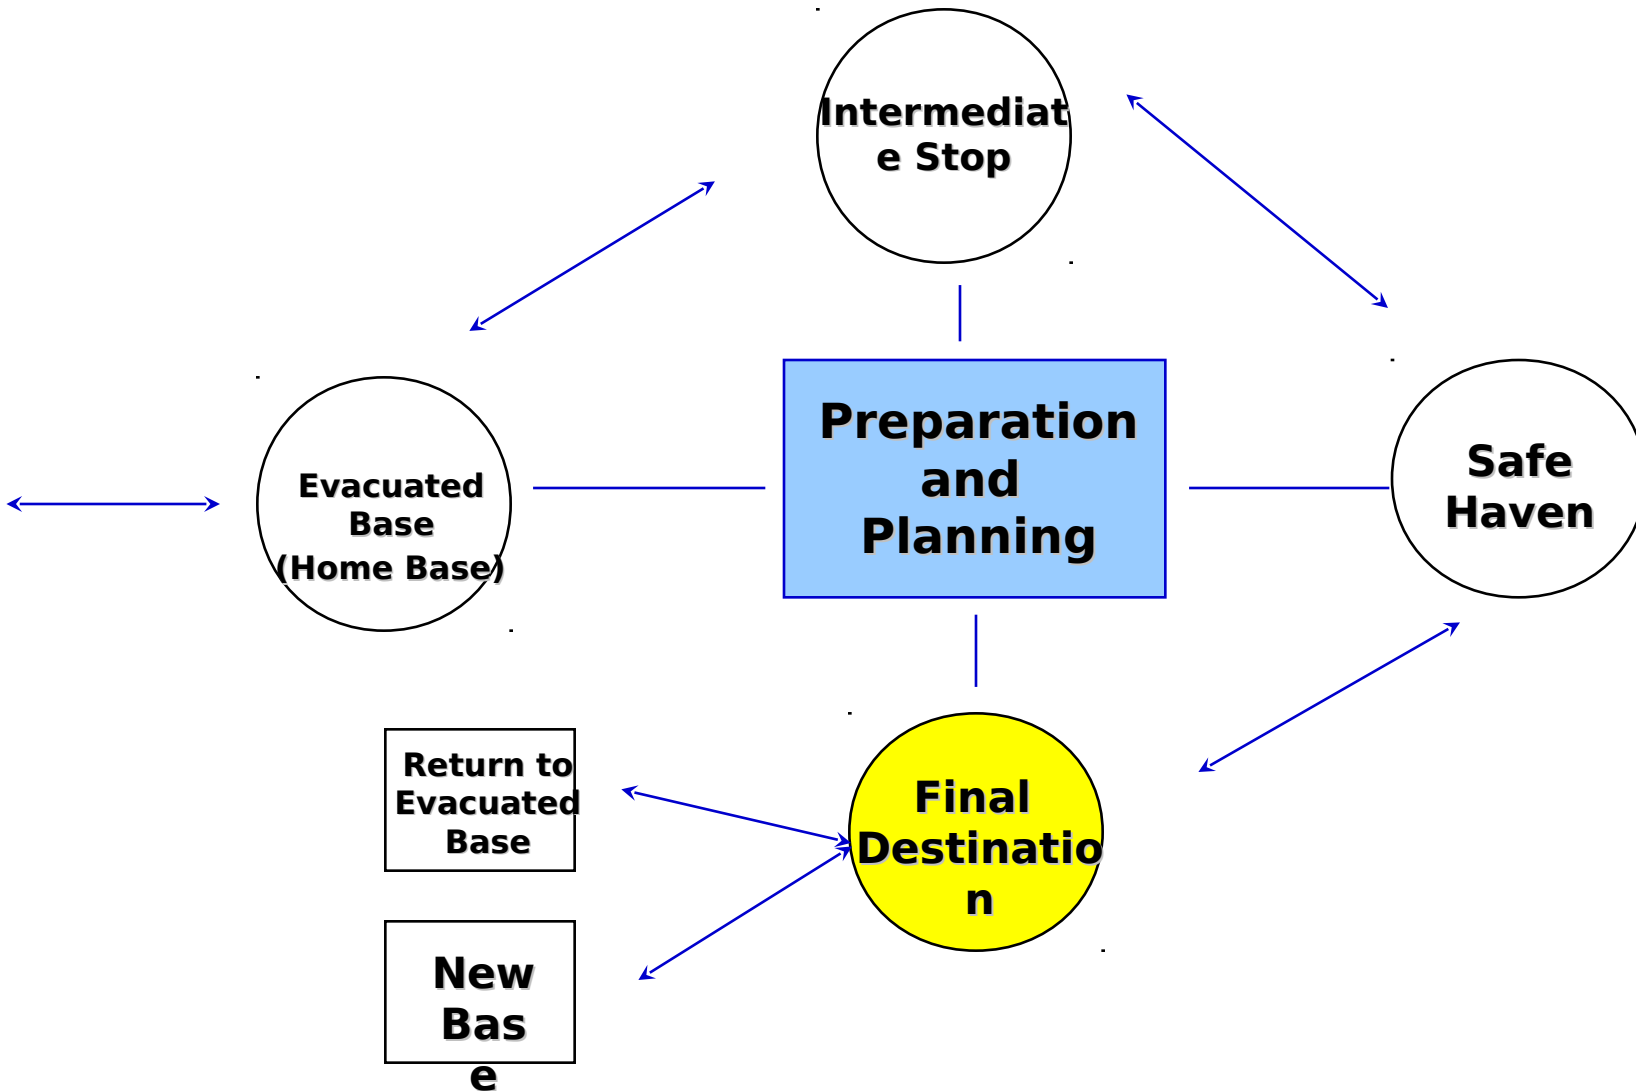 Intermediat
e Stop
Evacuated
Base
(Home Base)
Preparation
and
Planning
Safe
Haven
Return to
Evacuated
Base
Final
Destinatio
n
New
Bas
e